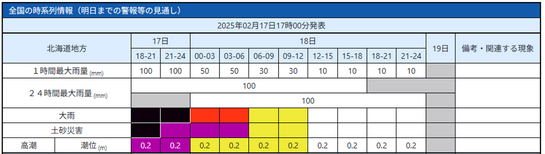 全国の時系列情報（明日までの警報等の見通し）
2025年02月17日17時00分発表
北海道地方 17日 18日 19日 備考・関連する現象
18-21 21-24 00-03 03-06 06-09 09-12 12-15 15-18 18-21 21-24
１時間最大雨量(mm) 100 100 50 50 30 30 10 10 10 10
２４時間最大雨量(mm) 100
100
大雨
土砂災害
高潮 潮位(m) 0.2 0.2 0.2 0.2 0.2 0.2 0.2 0.2 0.2 0.2